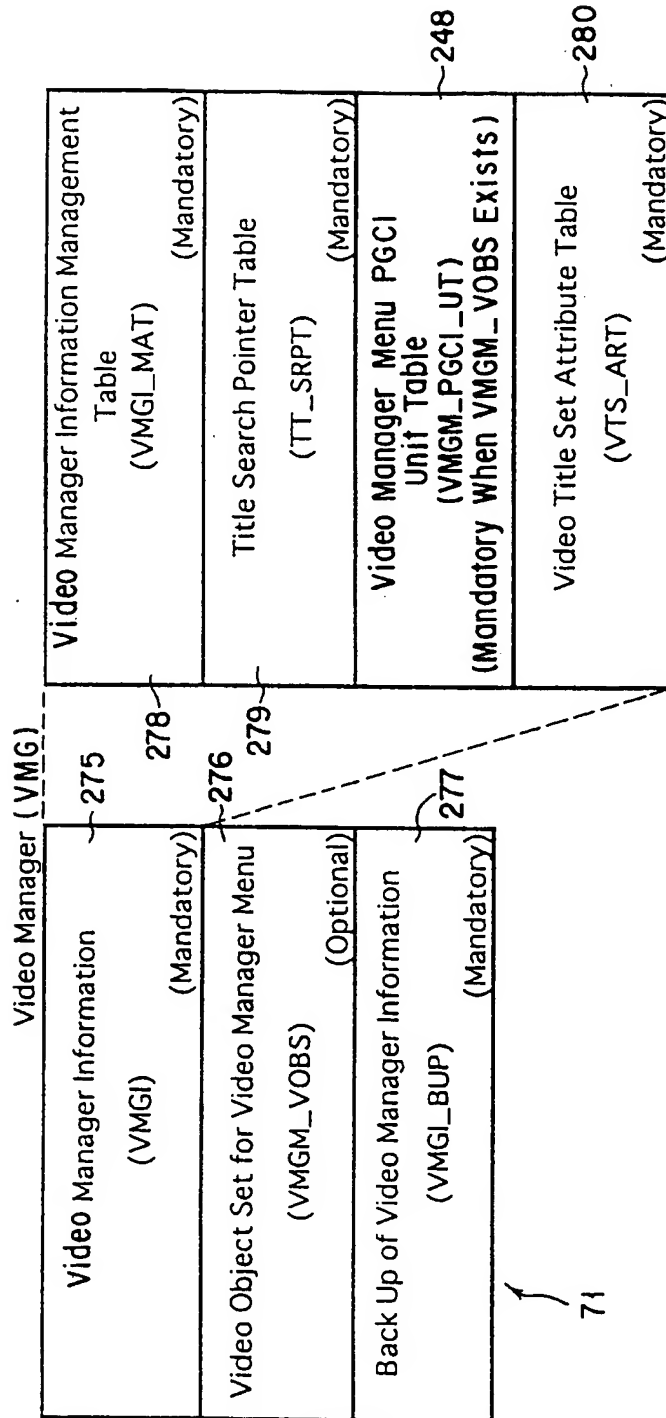 Video Manager (VMG)
Video Manager Information
(VMGI)
(Mandatory)
275
Video Object Set for Video Manager Menu
(VMGM_VOBS)
(Optional)
276
Back Up of Video Manager Information
(VMGI_BUP)
(Mandatory)
277
71
Video Manager Information Management
Table
(VMGI_MAT)
(Mandatory)
278
Title Search Pointer Table
(TT_SRPT)
(Mandatory)
279
Video Manager Menu PGCI
Unit Table
(VMGM_PGCI_UT)
(Mandatory When VMGM_VOBS Exists)
248
Video Title Set Attribute Table
(VTS_ART)
(Mandatory)
280